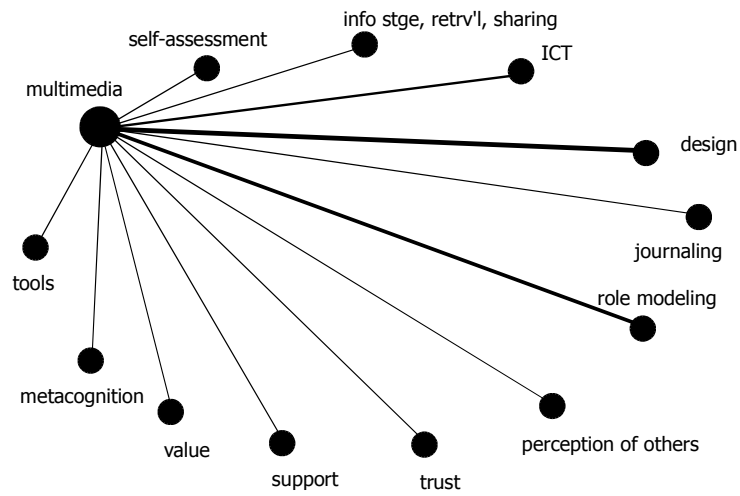 info stge, retrv'l, sharing
self-assessment
ICT
multimedia
design
journaling
tools
role modeling
metacognition
perception of others
value
support
trust